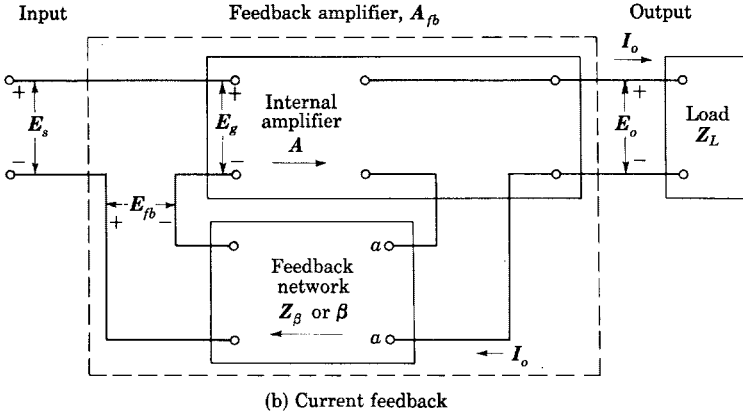 Input Feedback amplifier, A_fb Output
I_o
+ + +
Internal amplifier
A
E_s E_g E_o
Load
Z_L
− − −
E_fb
+ −
a
Feedback network
Z_β or β
a
I_o
(b) Current feedback